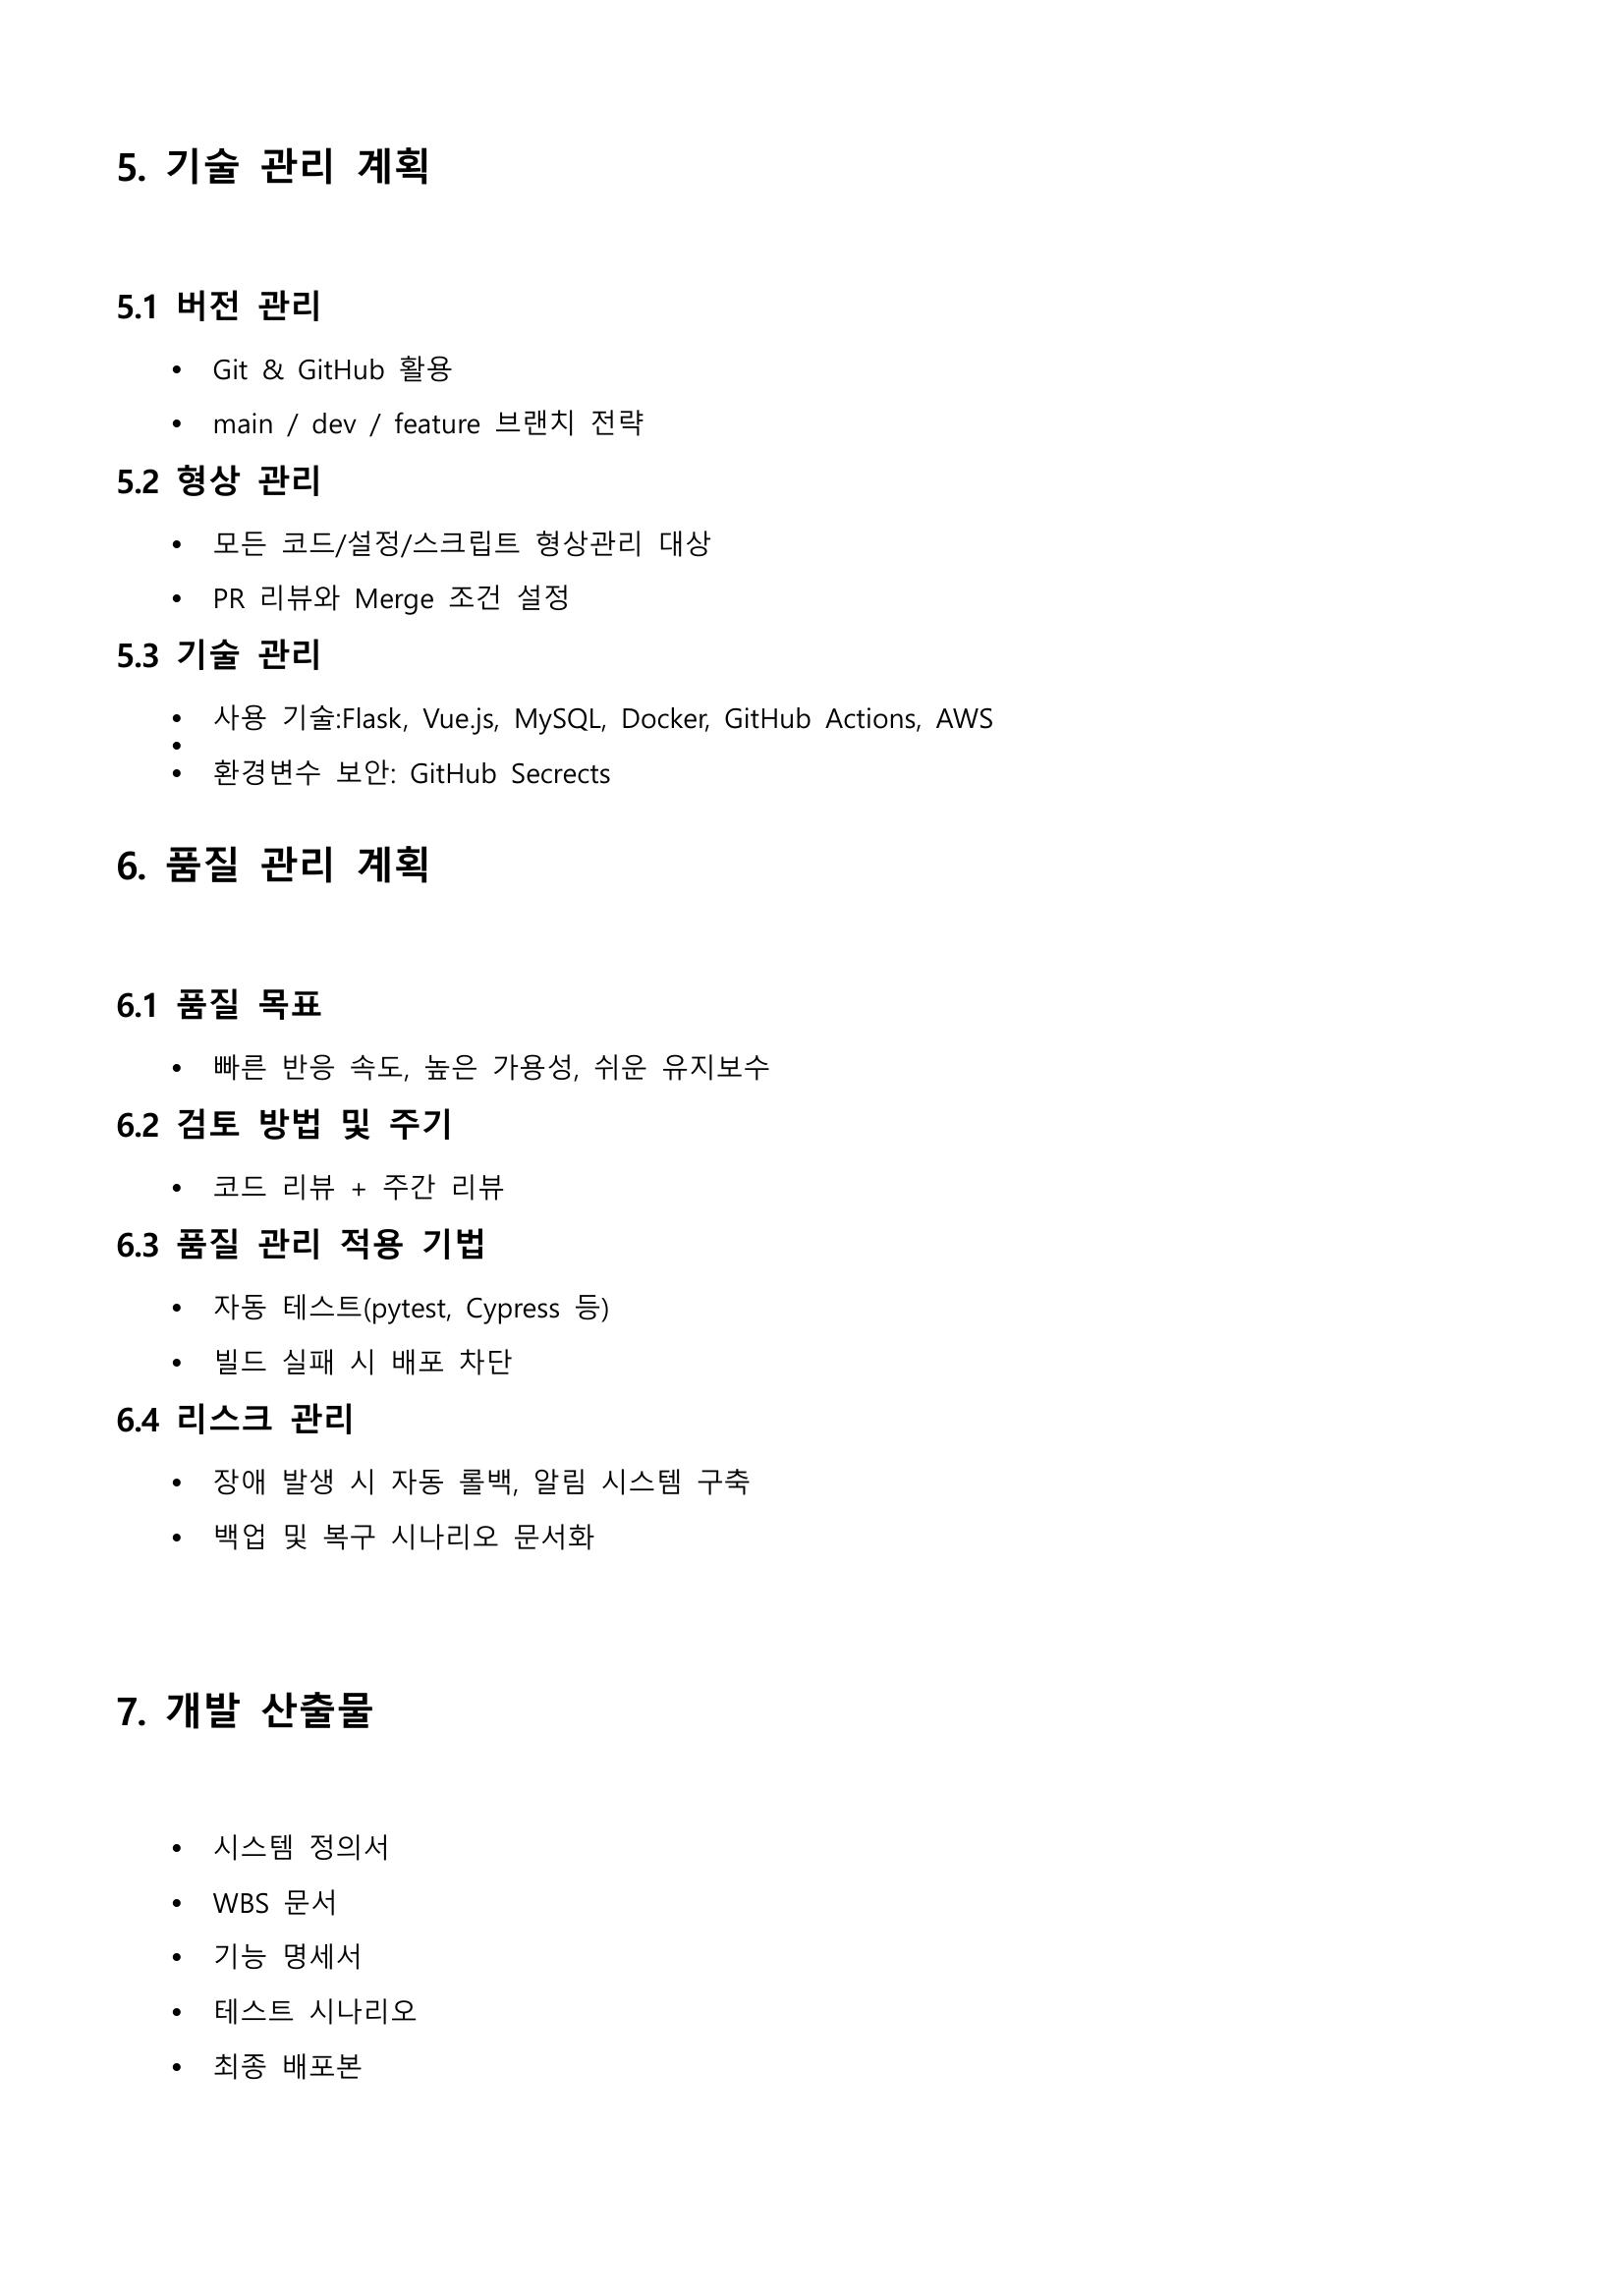 5. 기술 관리 계획
5.1 버전 관리
• Git & GitHub 활용
• main / dev / feature 브랜치 전략
5.2 형상 관리
• 모든 코드/설정/스크립트 형상관리 대상
• PR 리뷰와 Merge 조건 설정
5.3 기술 관리
• 사용 기술:Flask, Vue.js, MySQL, Docker, GitHub Actions, AWS
•
• 환경변수 보안: GitHub Secrects
6. 품질 관리 계획
6.1 품질 목표
• 빠른 반응 속도, 높은 가용성, 쉬운 유지보수
6.2 검토 방법 및 주기
• 코드 리뷰 + 주간 리뷰
6.3 품질 관리 적용 기법
• 자동 테스트(pytest, Cypress 등)
• 빌드 실패 시 배포 차단
6.4 리스크 관리
• 장애 발생 시 자동 롤백, 알림 시스템 구축
• 백업 및 복구 시나리오 문서화
7. 개발 산출물
• 시스템 정의서
• WBS 문서
• 기능 명세서
• 테스트 시나리오
• 최종 배포본